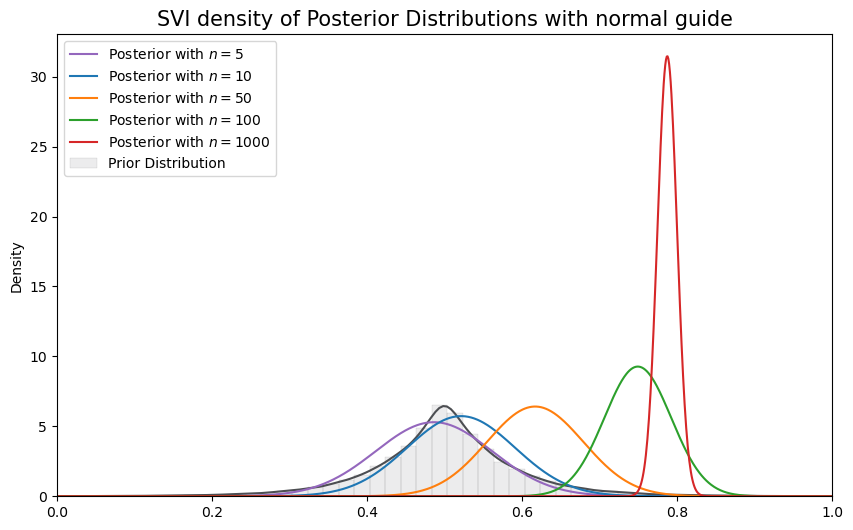 SVI density of Posterior Distributions with normal guide
Posterior with n = 5
Posterior with n = 10
Posterior with n = 50
Posterior with n = 100
Posterior with n = 1000
Prior Distribution
30
25
20
15
10
5
0
Density
0.0 0.2 0.4 0.6 0.8 1.0